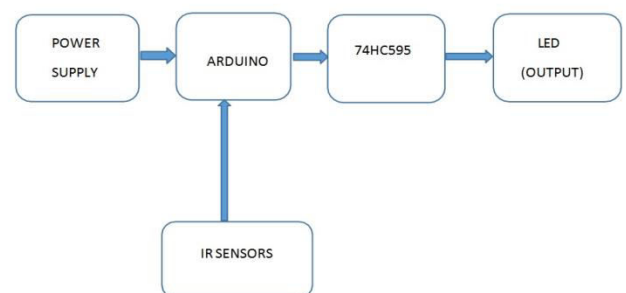 POWER
SUPPLY
ARDUINO
74HC595
LED
(OUTPUT)
IR SENSORS